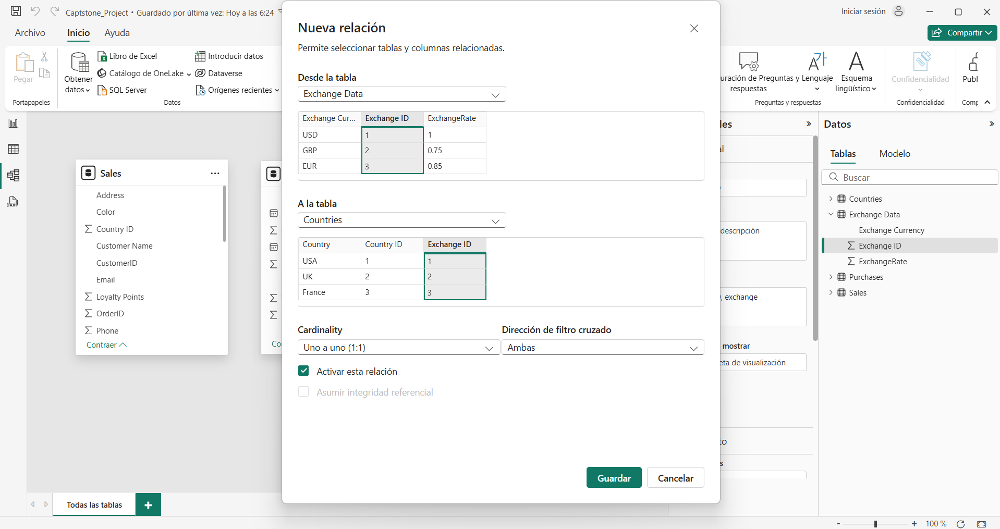 Captstone_Project • Guardado por última vez: Hoy a las 6:24
Iniciar sesión
Archivo
Inicio
Ayuda
Compartir
Pegar
Portapapeles
Obtener
datos
Libro de Excel
Catálogo de OneLake
SQL Server
Introducir datos
Dataverse
Orígenes recientes
Datos
uración de Preguntas y
respuestas
Lenguaje
Esquema
lingüístico
Preguntas y respuestas
Confidencialidad
Confidencialidad
Publ
Comp
Sales
Address
Color
Country ID
Customer Name
CustomerID
Email
Loyalty Points
OrderID
Phone
Contraer
Co
Nueva relación
Permite seleccionar tablas y columnas relacionadas.
Desde la tabla
Exchange Data
Exchange Cur... Exchange ID ExchangeRate
USD 1 1
GBP 2 0.75
EUR 3 0.85
A la tabla
Countries
Country Country ID Exchange ID
USA 1 1
UK 2 2
France 3 3
Cardinality
Uno a uno (1:1)
Dirección de filtro cruzado
Ambas
Activar esta relación
Asumir integridad referencial
Guardar
Cancelar
les
al
descripción
, exchange
mostrar
eta de visualización
to
s
Datos
Tablas
Modelo
Buscar
Countries
Exchange Data
Exchange Currency
Exchange ID
ExchangeRate
Purchases
Sales
DAX
Todas las tablas
+
- + 100 %